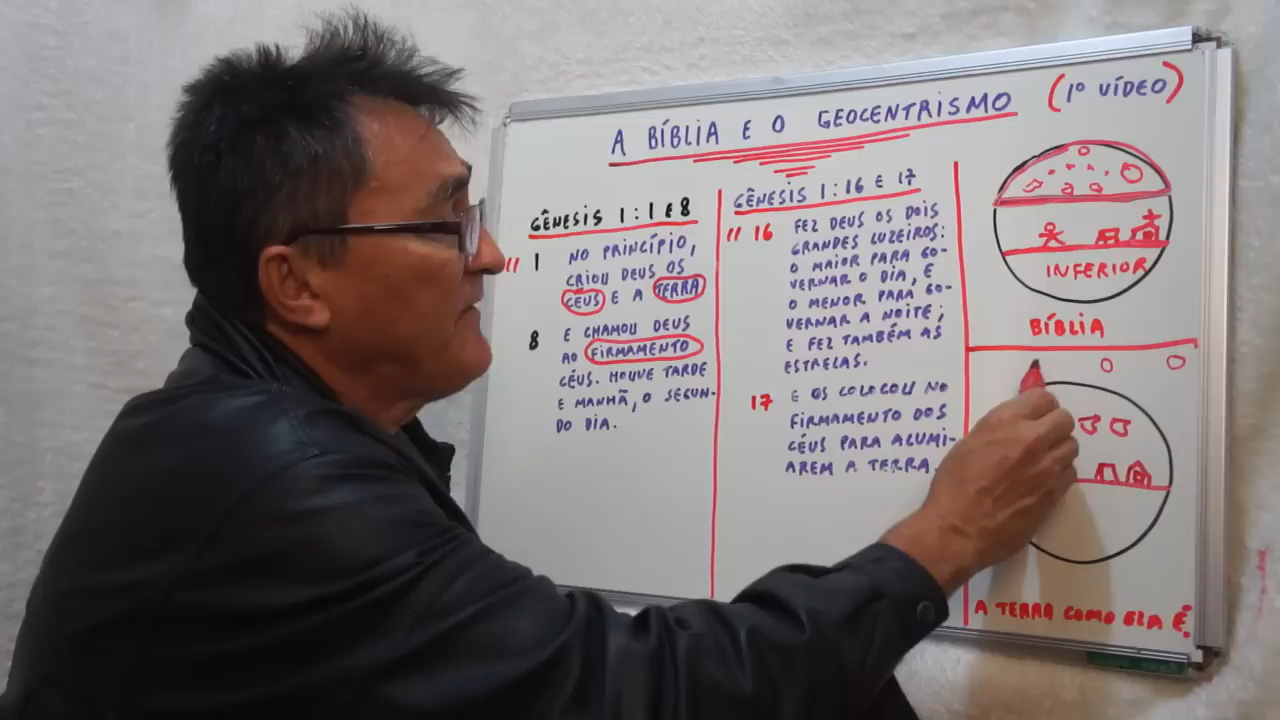 A BÍBLIA E O GEOCENTRISMO (1º VÍDEO)
GÊNESIS 1:1 E 8
" 1 NO PRINCÍPIO,
CRIOU DEUS OS
CÉUS E A TERRA
8 E CHAMOU DEUS
AO FIRMAMENTO
CÉUS. HOUVE TARDE
E MANHÃ, O SEGUN-
DO DIA.
GÊNESIS 1:16 E 17
" 16 FEZ DEUS OS DOIS
GRANDES LUZEIROS:
O MAIOR PARA GO-
VERNAR O DIA, E
O MENOR PARA GO-
VERNAR A NOITE;
E FEZ TAMBÉM AS
ESTRELAS.
17 E OS COLOCOU NO
FIRMAMENTO DOS
CÉUS PARA ALUMI-
AREM A TERRA.
INFERIOR
BÍBLIA
A TERRA COMO ELA É.